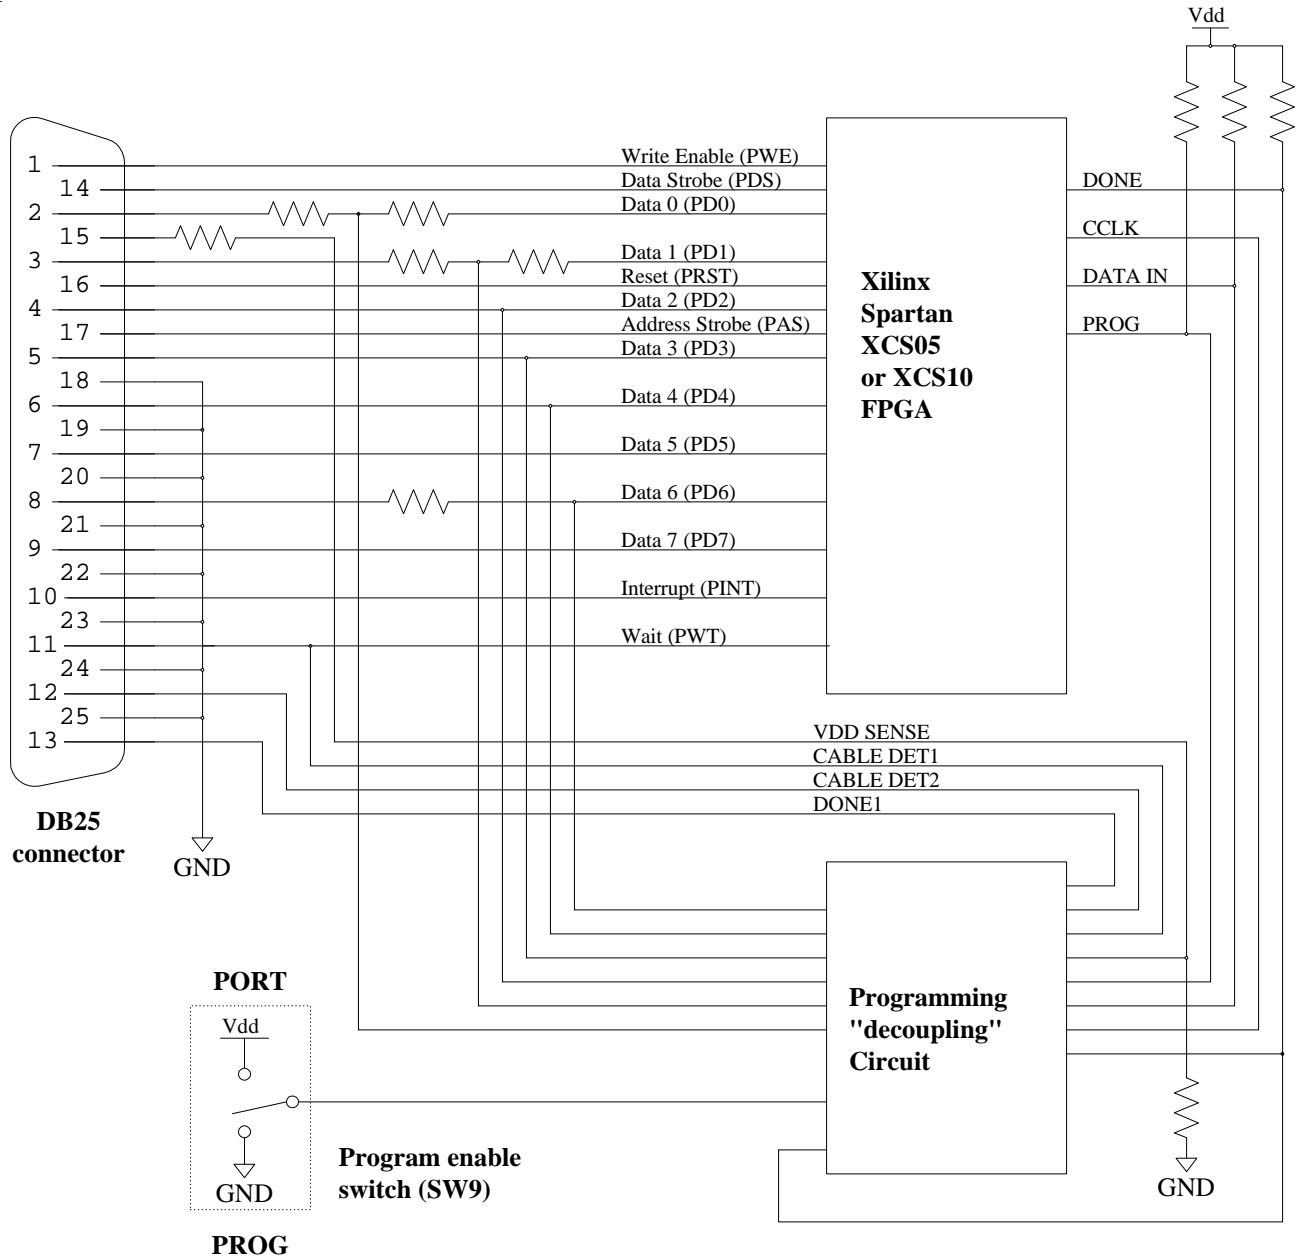 Vdd
1
Write Enable (PWE)
14
Data Strobe (PDS)
DONE
2
Data 0 (PD0)
15
CCLK
3
Data 1 (PD1)
16
Reset (PRST)
DATA IN
4
Data 2 (PD2)
17
Address Strobe (PAS)
PROG
5
Data 3 (PD3)
18
6
Data 4 (PD4)
19
7
Data 5 (PD5)
20
8
Data 6 (PD6)
21
9
Data 7 (PD7)
22
10
Interrupt (PINT)
23
11
Wait (PWT)
24
12
25
13
Xilinx
Spartan
XCS05
or XCS10
FPGA
VDD SENSE
CABLE DET1
CABLE DET2
DONE1
DB25
connector
GND
PORT
Vdd
GND
PROG
Program enable
switch (SW9)
Programming
"decoupling"
Circuit
GND